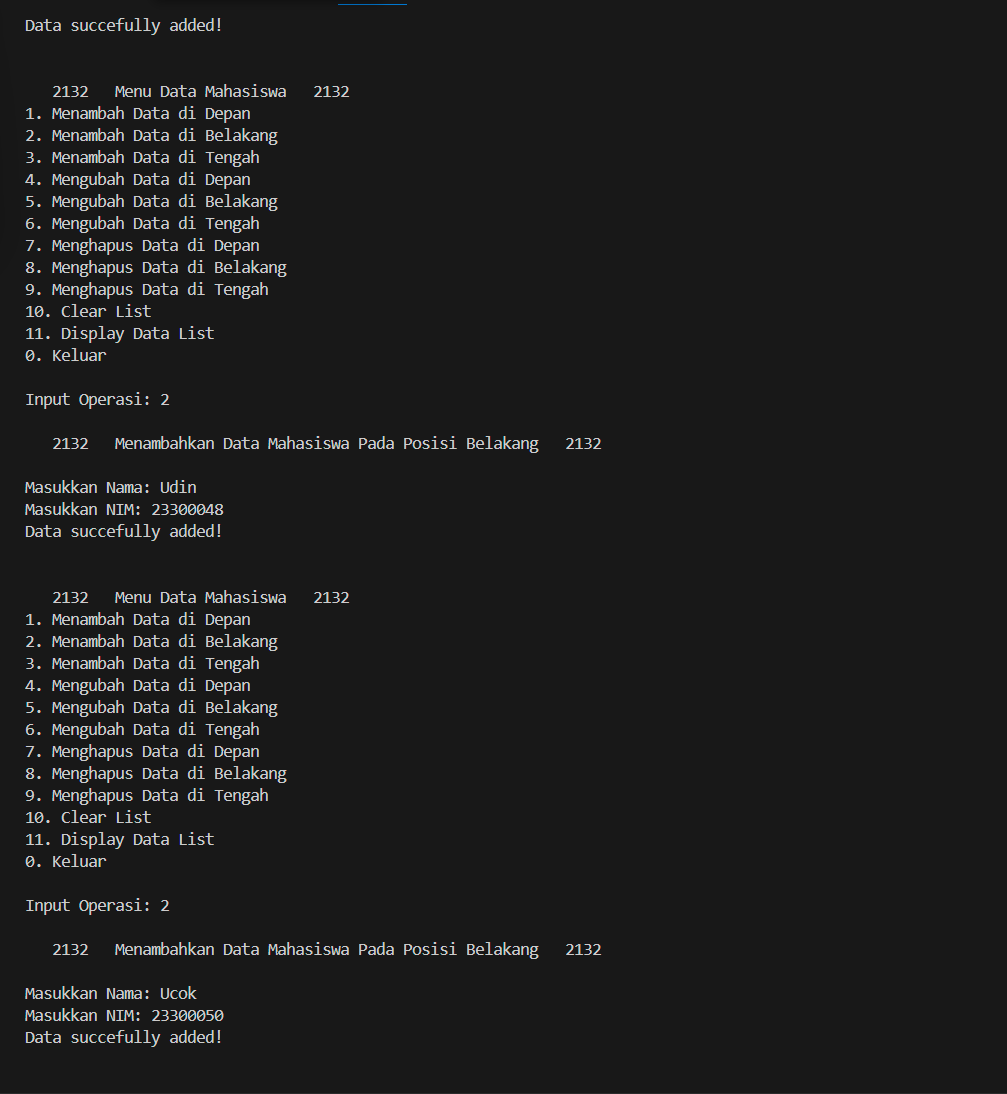 Data succefully added!
2132   Menu Data Mahasiswa   2132
1. Menambah Data di Depan
2. Menambah Data di Belakang
3. Menambah Data di Tengah
4. Mengubah Data di Depan
5. Mengubah Data di Belakang
6. Mengubah Data di Tengah
7. Menghapus Data di Depan
8. Menghapus Data di Belakang
9. Menghapus Data di Tengah
10. Clear List
11. Display Data List
0. Keluar
Input Operasi: 2
2132   Menambahkan Data Mahasiswa Pada Posisi Belakang   2132
Masukkan Nama: Udin
Masukkan NIM: 23300048
Data succefully added!
2132   Menu Data Mahasiswa   2132
1. Menambah Data di Depan
2. Menambah Data di Belakang
3. Menambah Data di Tengah
4. Mengubah Data di Depan
5. Mengubah Data di Belakang
6. Mengubah Data di Tengah
7. Menghapus Data di Depan
8. Menghapus Data di Belakang
9. Menghapus Data di Tengah
10. Clear List
11. Display Data List
0. Keluar
Input Operasi: 2
2132   Menambahkan Data Mahasiswa Pada Posisi Belakang   2132
Masukkan Nama: Ucok
Masukkan NIM: 23300050
Data succefully added!